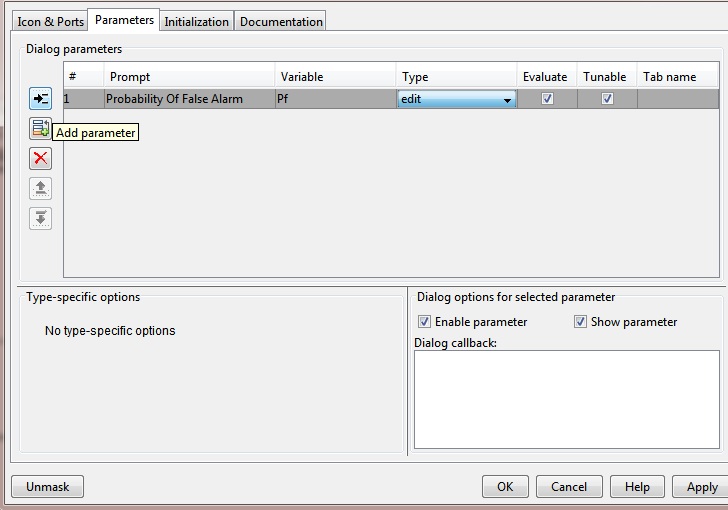 Icon & Ports Parameters Initialization Documentation
Dialog parameters
# Prompt Variable Type Evaluate Tunable Tab name
1 Probability Of False Alarm Pf edit
Add parameter
Type-specific options
No type-specific options
Dialog options for selected parameter
Enable parameter Show parameter
Dialog callback:
Unmask OK Cancel Help Apply